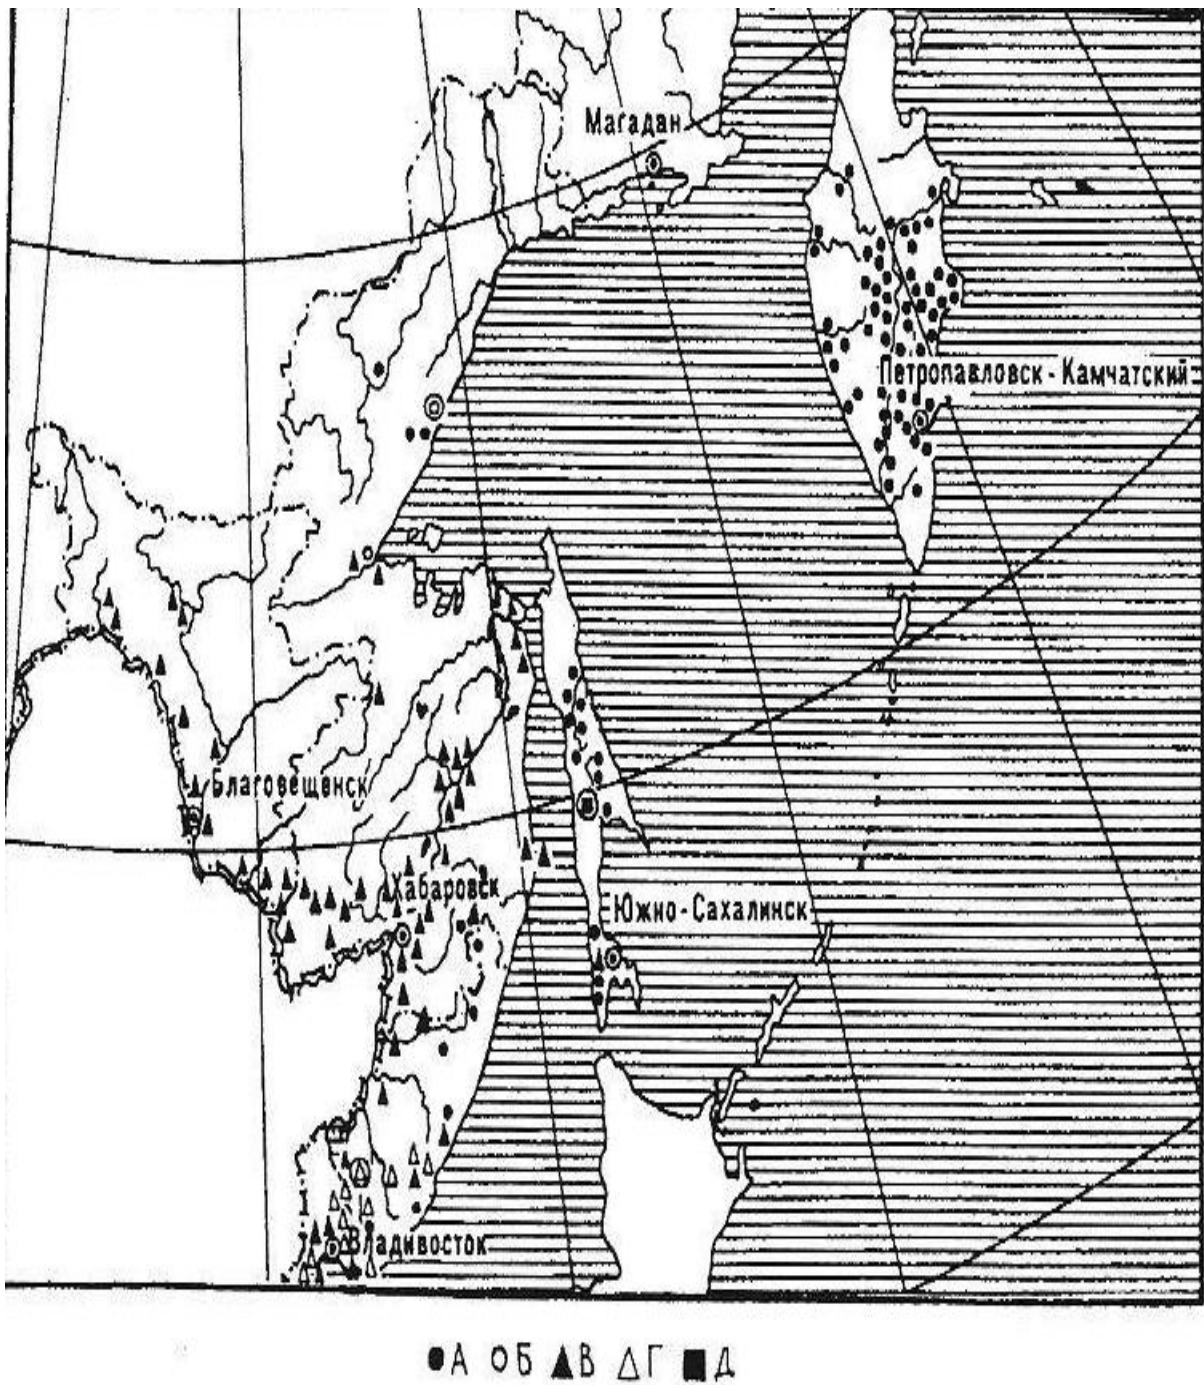 Магадан
Петропавловск-Камчатский
Благовещенск
Хабаровск
Южно-Сахалинск
Владивосток
А Б В Г Д